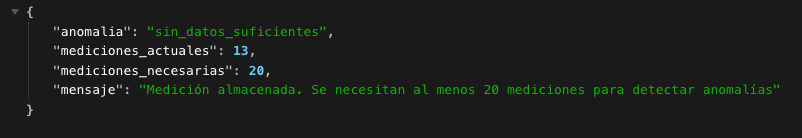 {
"anomalia": "sin_datos_suficientes",
"mediciones_actuales": 13,
"mediciones_necesarias": 20,
"mensaje": "Medición almacenada. Se necesitan al menos 20 mediciones para detectar anomalías"
}